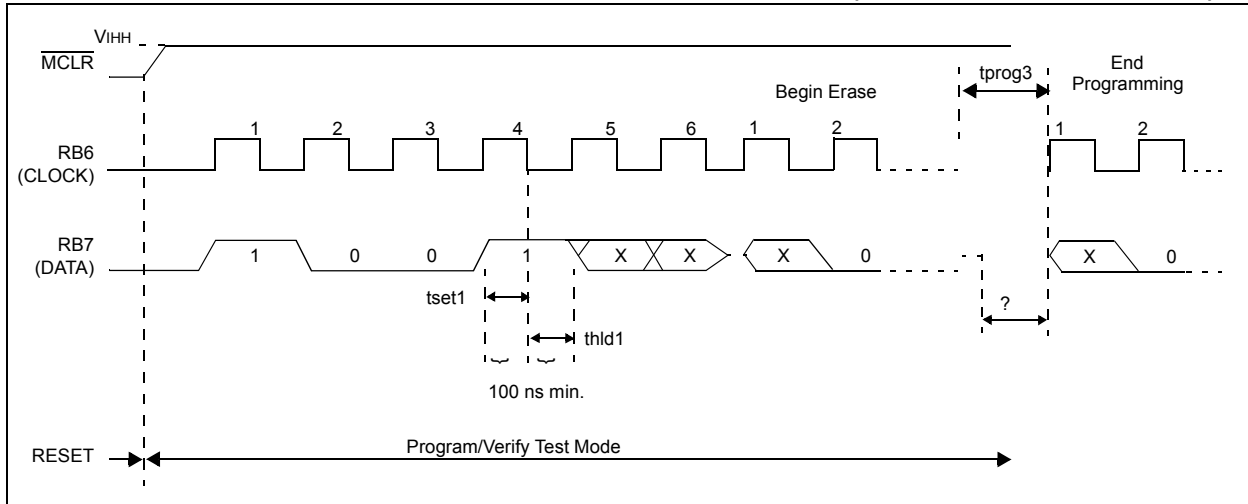 VIHH
MCLR
tprog3
End
Programming
Begin Erase
1 2 3 4 5 6 1 2 1 2
RB6
(CLOCK)
RB7
(DATA)
1 0 0 1 X X X 0 X 0
tset1
?
thld1
100 ns min.
RESET
Program/Verify Test Mode